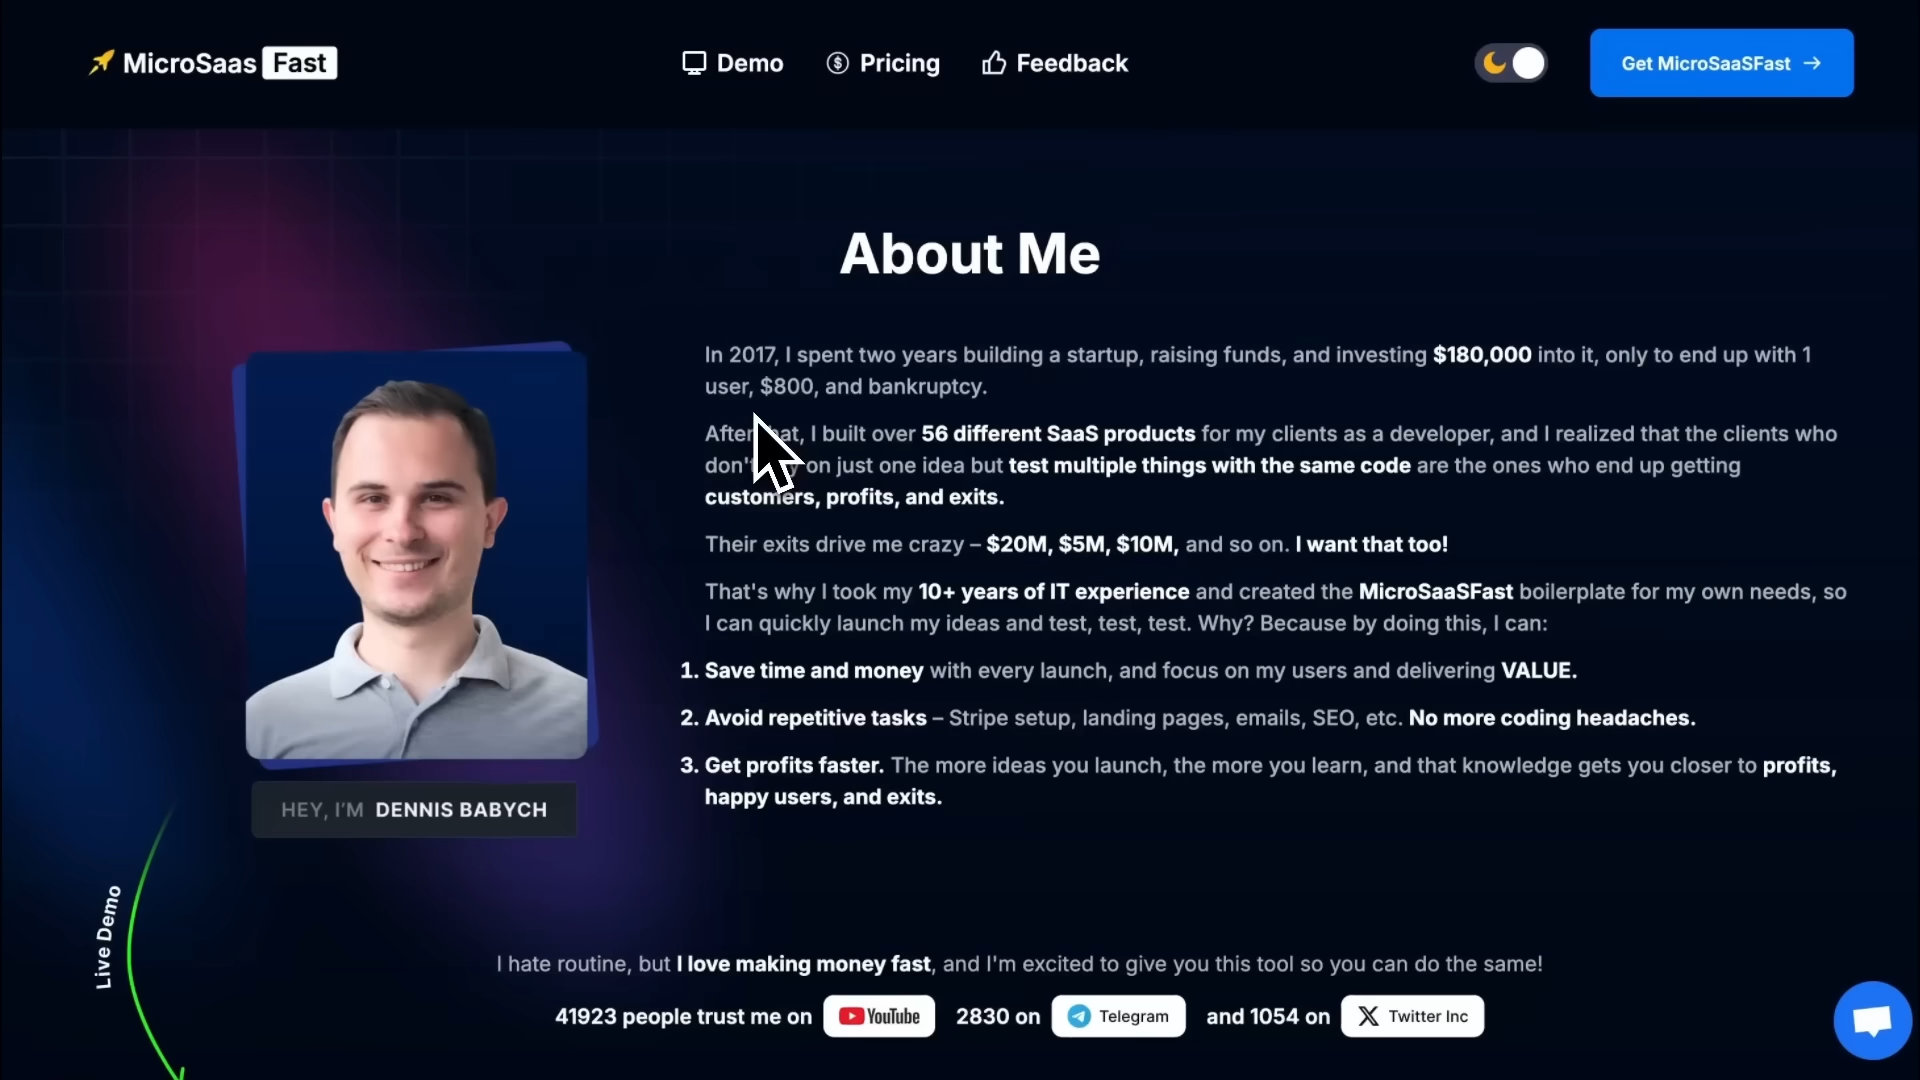 MicroSaas Fast
Demo
Pricing
Feedback
Get MicroSaaSFast →
About Me
In 2017, I spent two years building a startup, raising funds, and investing $180,000 into it, only to end up with 1
user, $800, and bankruptcy.
After that, I built over 56 different SaaS products for my clients as a developer, and I realized that the clients who
don't on just one idea but test multiple things with the same code are the ones who end up getting
customers, profits, and exits.
Their exits drive me crazy – $20M, $5M, $10M, and so on. I want that too!
That's why I took my 10+ years of IT experience and created the MicroSaaSFast boilerplate for my own needs, so
I can quickly launch my ideas and test, test, test. Why? Because by doing this, I can:
1. Save time and money with every launch, and focus on my users and delivering VALUE.
2. Avoid repetitive tasks – Stripe setup, landing pages, emails, SEO, etc. No more coding headaches.
3. Get profits faster. The more ideas you launch, the more you learn, and that knowledge gets you closer to profits,
happy users, and exits.
HEY, I'M DENNIS BABYCH
Live Demo
I hate routine, but I love making money fast, and I'm excited to give you this tool so you can do the same!
41923 people trust me on YouTube 2830 on Telegram and 1054 on Twitter Inc